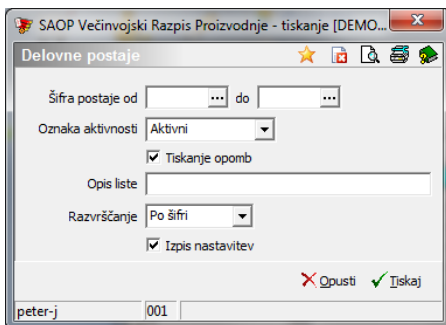 SAOP Večinvojski Razpis Proizvodnje - tiskanje [DEMO...
Delovne postaje
Šifra postaje od ... do ...
Oznaka aktivnosti Aktivni
Tiskanje opomb
Opis liste
Razvrščanje Po šifri
Izpis nastavitev
Opusti Tiskaj
peter-j 001